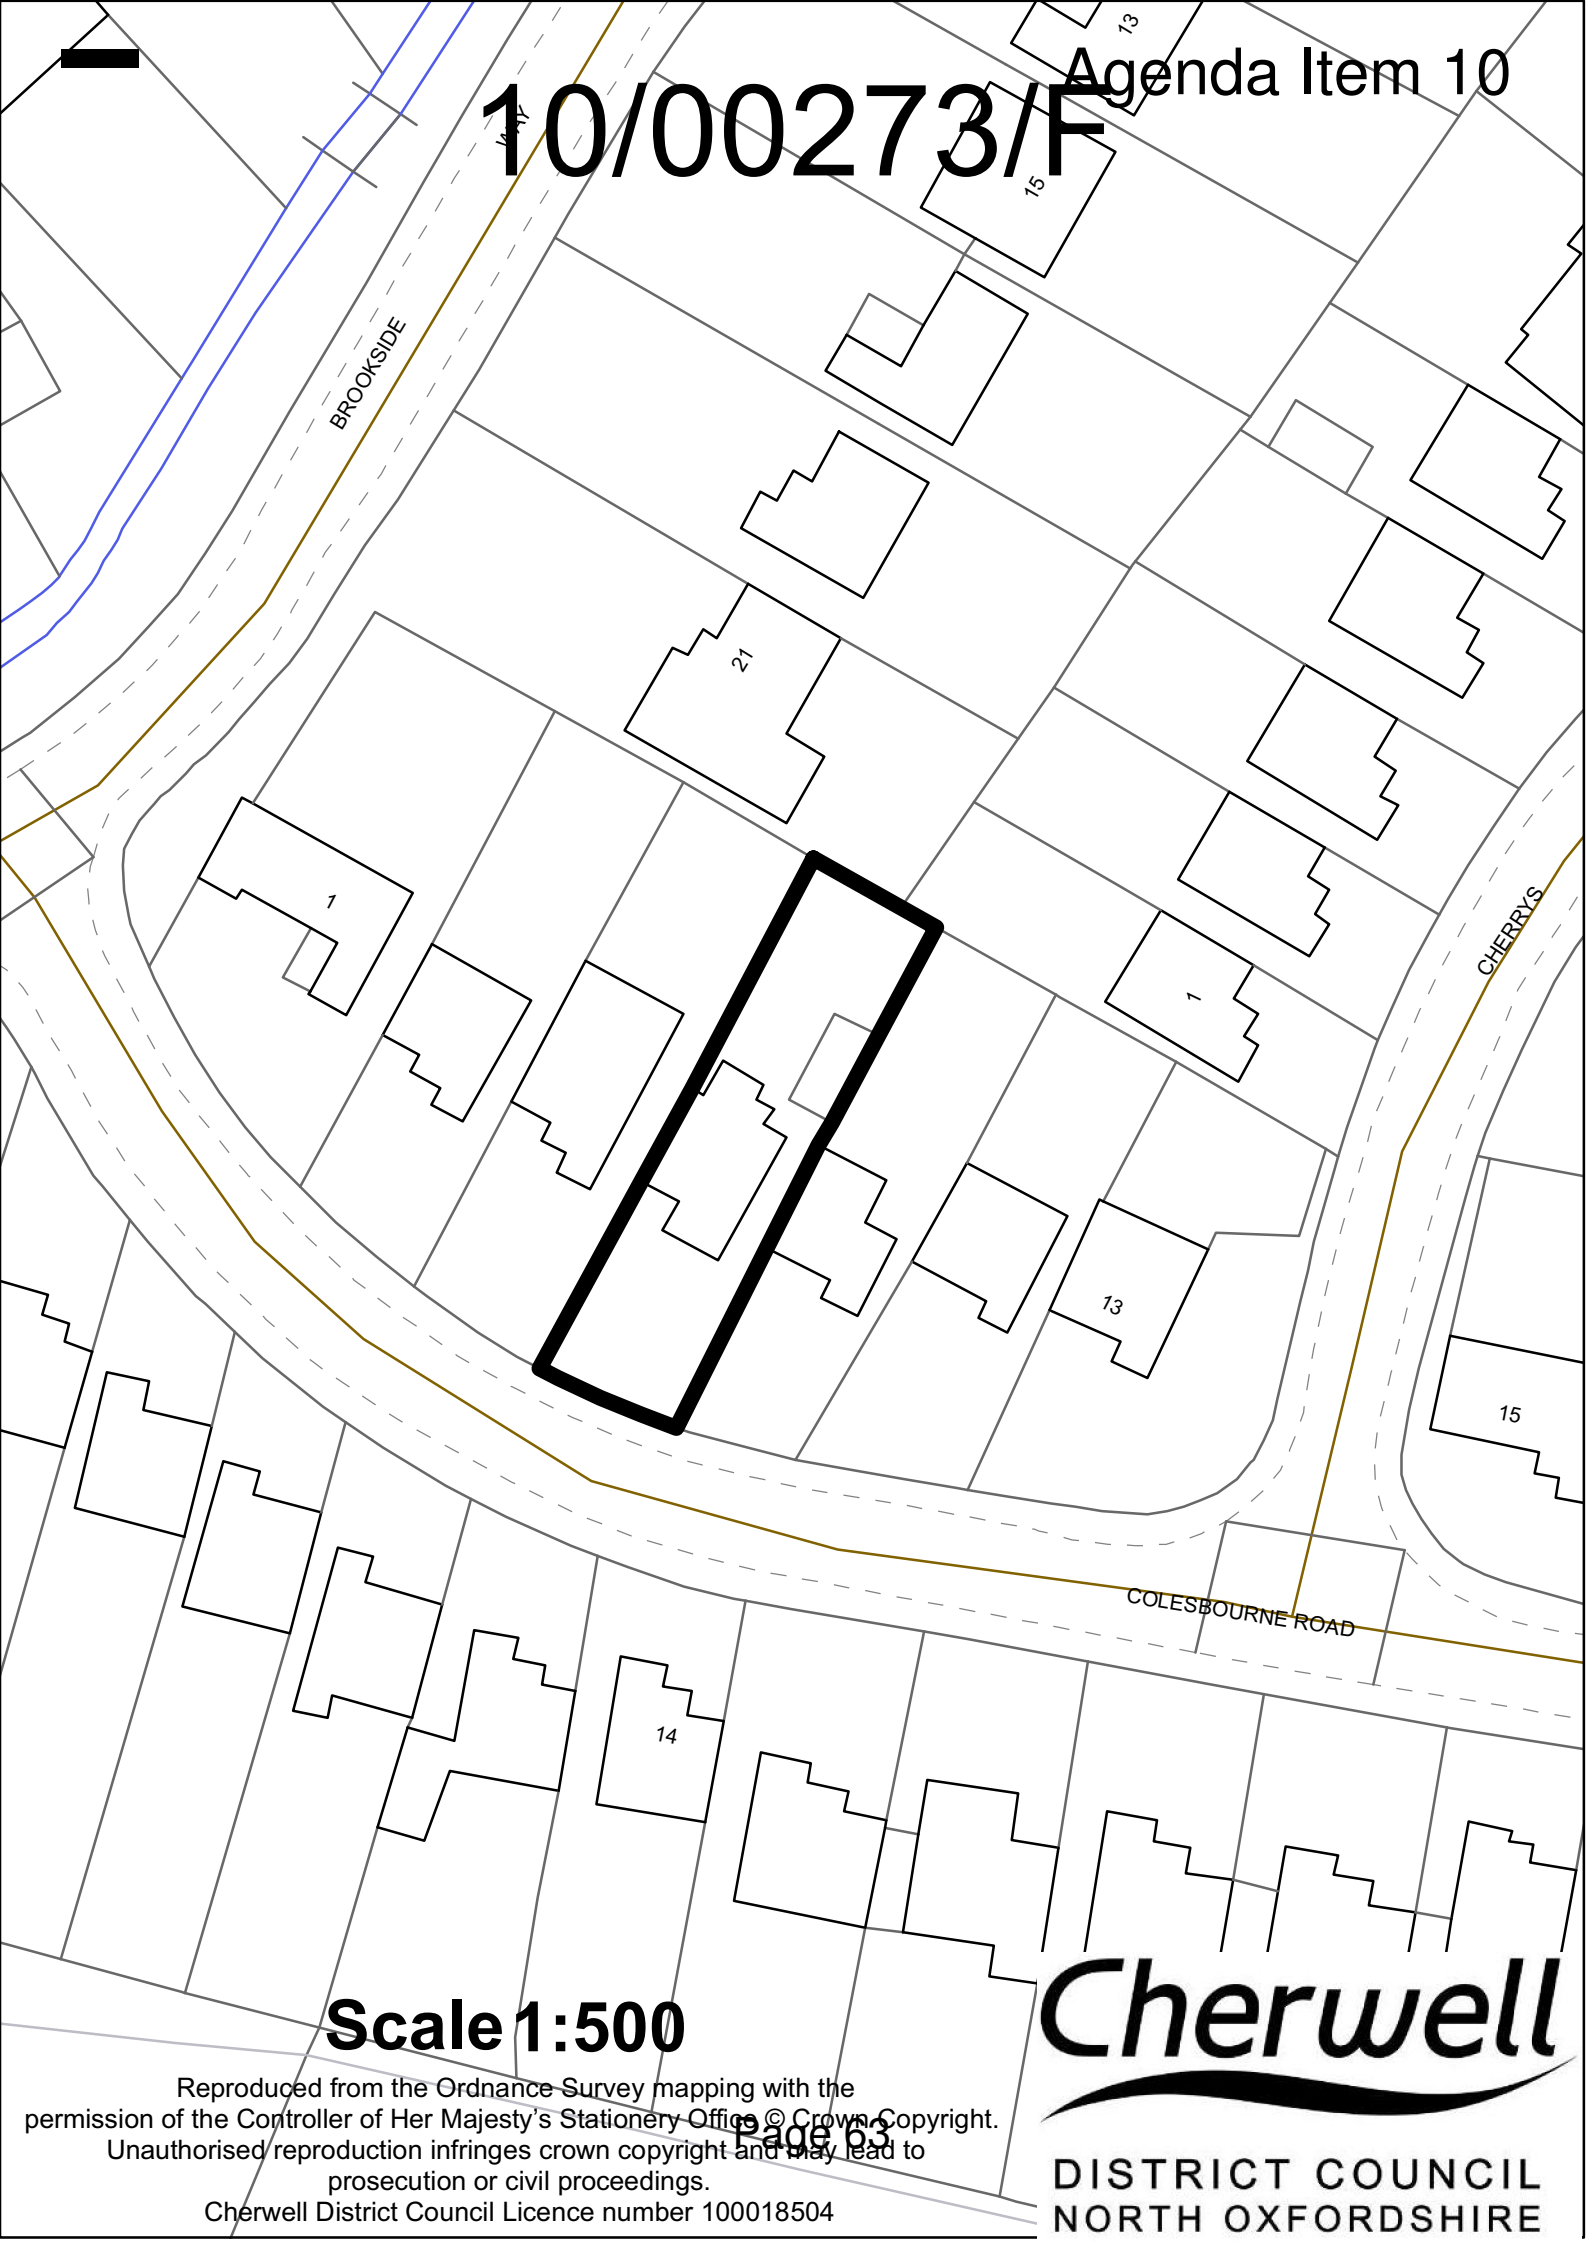 13
Agenda Item 10
10/00273/F
WAY
15
BROOKSIDE
21
1
CHERRYS
1
13
15
COLESBOURNE ROAD
14
Scale 1:500
Reproduced from the Ordnance Survey mapping with the
permission of the Controller of Her Majesty's Stationery Office © Crown Copyright.
Unauthorised reproduction infringes crown copyright and may lead to
prosecution or civil proceedings.
Cherwell District Council Licence number 100018504
Page 63
Cherwell
DISTRICT COUNCIL
NORTH OXFORDSHIRE